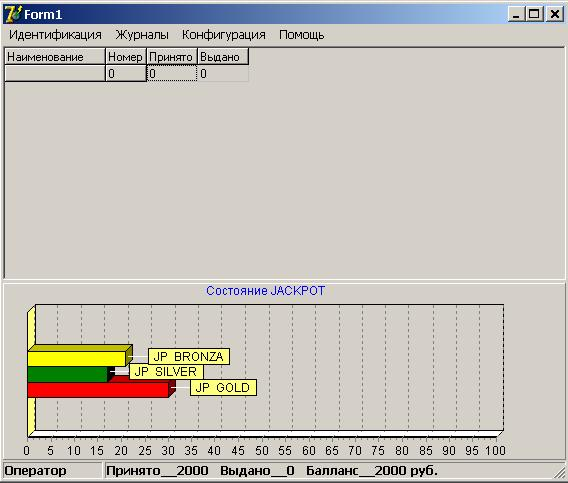 Form1
Идентификация Журналы Конфигурация Помощь
Наименование Номер Принято Выдано
0 0 0
Состояние JACKPOT
JP BRONZA
JP SILVER
JP GOLD
0 5 10 15 20 25 30 35 40 45 50 55 60 65 70 75 80 85 90 95 100
Оператор Принято__2000 Выдано__0 Балланс__2000 руб.